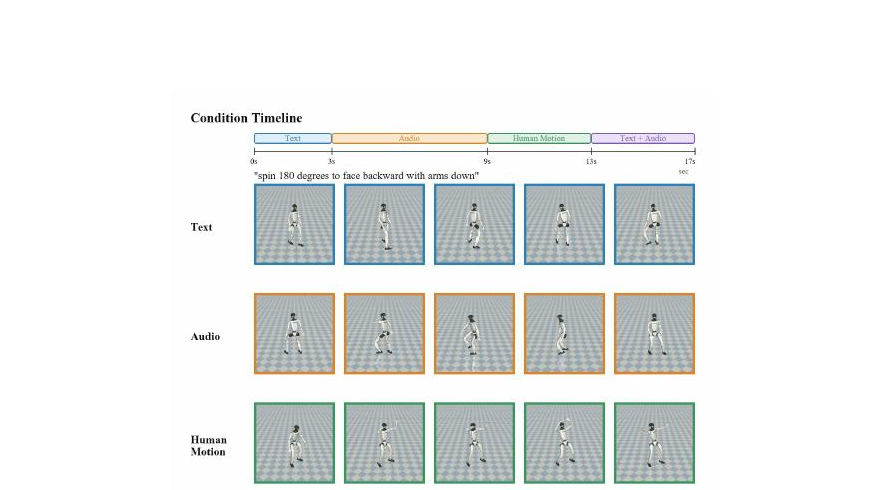 Condition Timeline
Text Audio Human Motion Text + Audio
0s 3s 9s 13s 17s
sec
"spin 180 degrees to face backward with arms down"
Text
Audio
Human
Motion